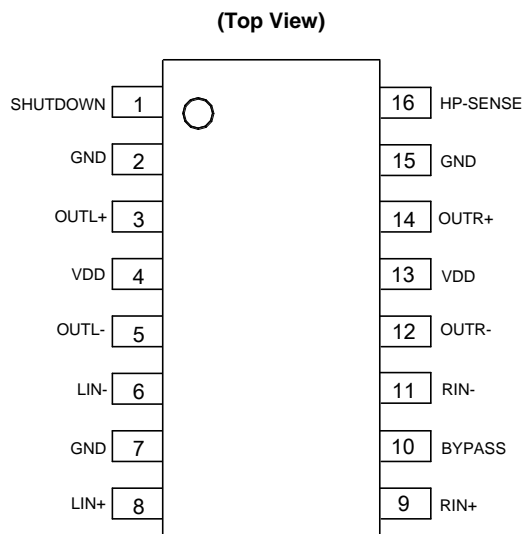 (Top View)
SHUTDOWN 1 16 HP-SENSE
GND 2 15 GND
OUTL+ 3 14 OUTR+
VDD 4 13 VDD
OUTL- 5 12 OUTR-
LIN- 6 11 RIN-
GND 7 10 BYPASS
LIN+ 8 9 RIN+